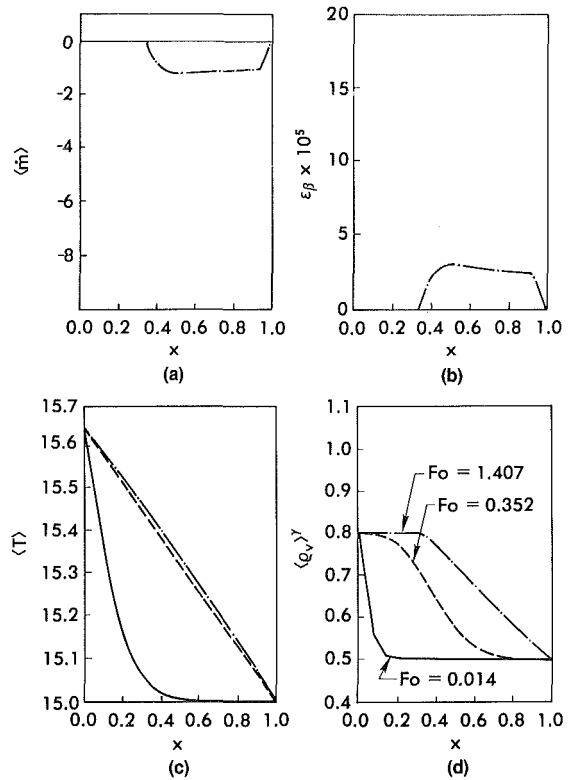 0
-2
-4
-6
-8
⟨ṁ⟩
0.0 0.2 0.4 0.6 0.8 1.0
x
(a)
20
15
10
5
0
εβ × 10⁵
0.0 0.2 0.4 0.6 0.8 1.0
x
(b)
15.7
15.6
15.5
15.4
15.3
15.2
15.1
15.0
⟨T⟩
0.0 0.2 0.4 0.6 0.8 1.0
x
(c)
1.1
1.0
0.9
0.8
0.7
0.6
0.5
0.4
⟨ϱv⟩γ
Fo = 1.407
Fo = 0.352
Fo = 0.014
0.0 0.2 0.4 0.6 0.8 1.0
x
(d)